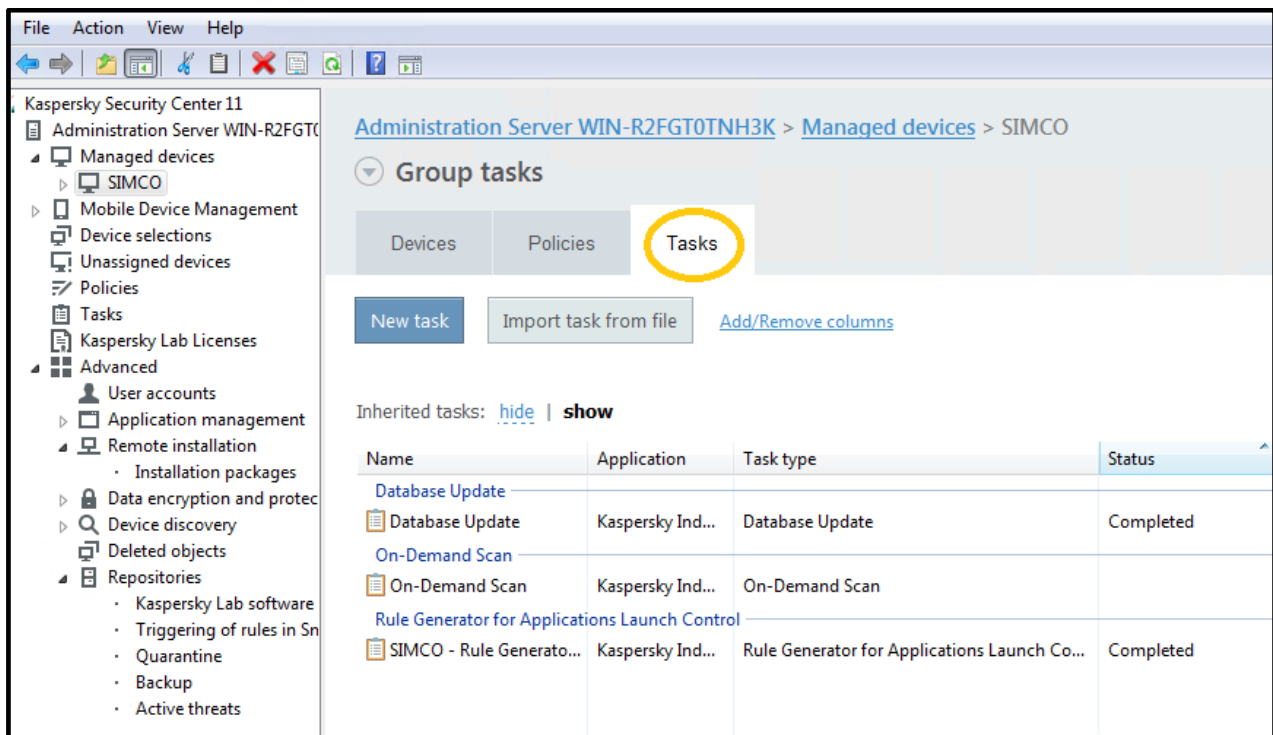 File Action View Help
Kaspersky Security Center 11
Administration Server WIN-R2FGT0
Managed devices
SIMCO
Mobile Device Management
Device selections
Unassigned devices
Policies
Tasks
Kaspersky Lab Licenses
Advanced
User accounts
Application management
Remote installation
Installation packages
Data encryption and protec
Device discovery
Deleted objects
Repositories
Kaspersky Lab software
Triggering of rules in Sn
Quarantine
Backup
Active threats
Administration Server WIN-R2FGT0TNH3K > Managed devices > SIMCO
Group tasks
Devices Policies Tasks
New task Import task from file Add/Remove columns
Inherited tasks: hide | show
Name Application Task type Status
Database Update
Database Update Kaspersky Ind... Database Update Completed
On-Demand Scan
On-Demand Scan Kaspersky Ind... On-Demand Scan
Rule Generator for Applications Launch Control
SIMCO - Rule Generato... Kaspersky Ind... Rule Generator for Applications Launch Co... Completed